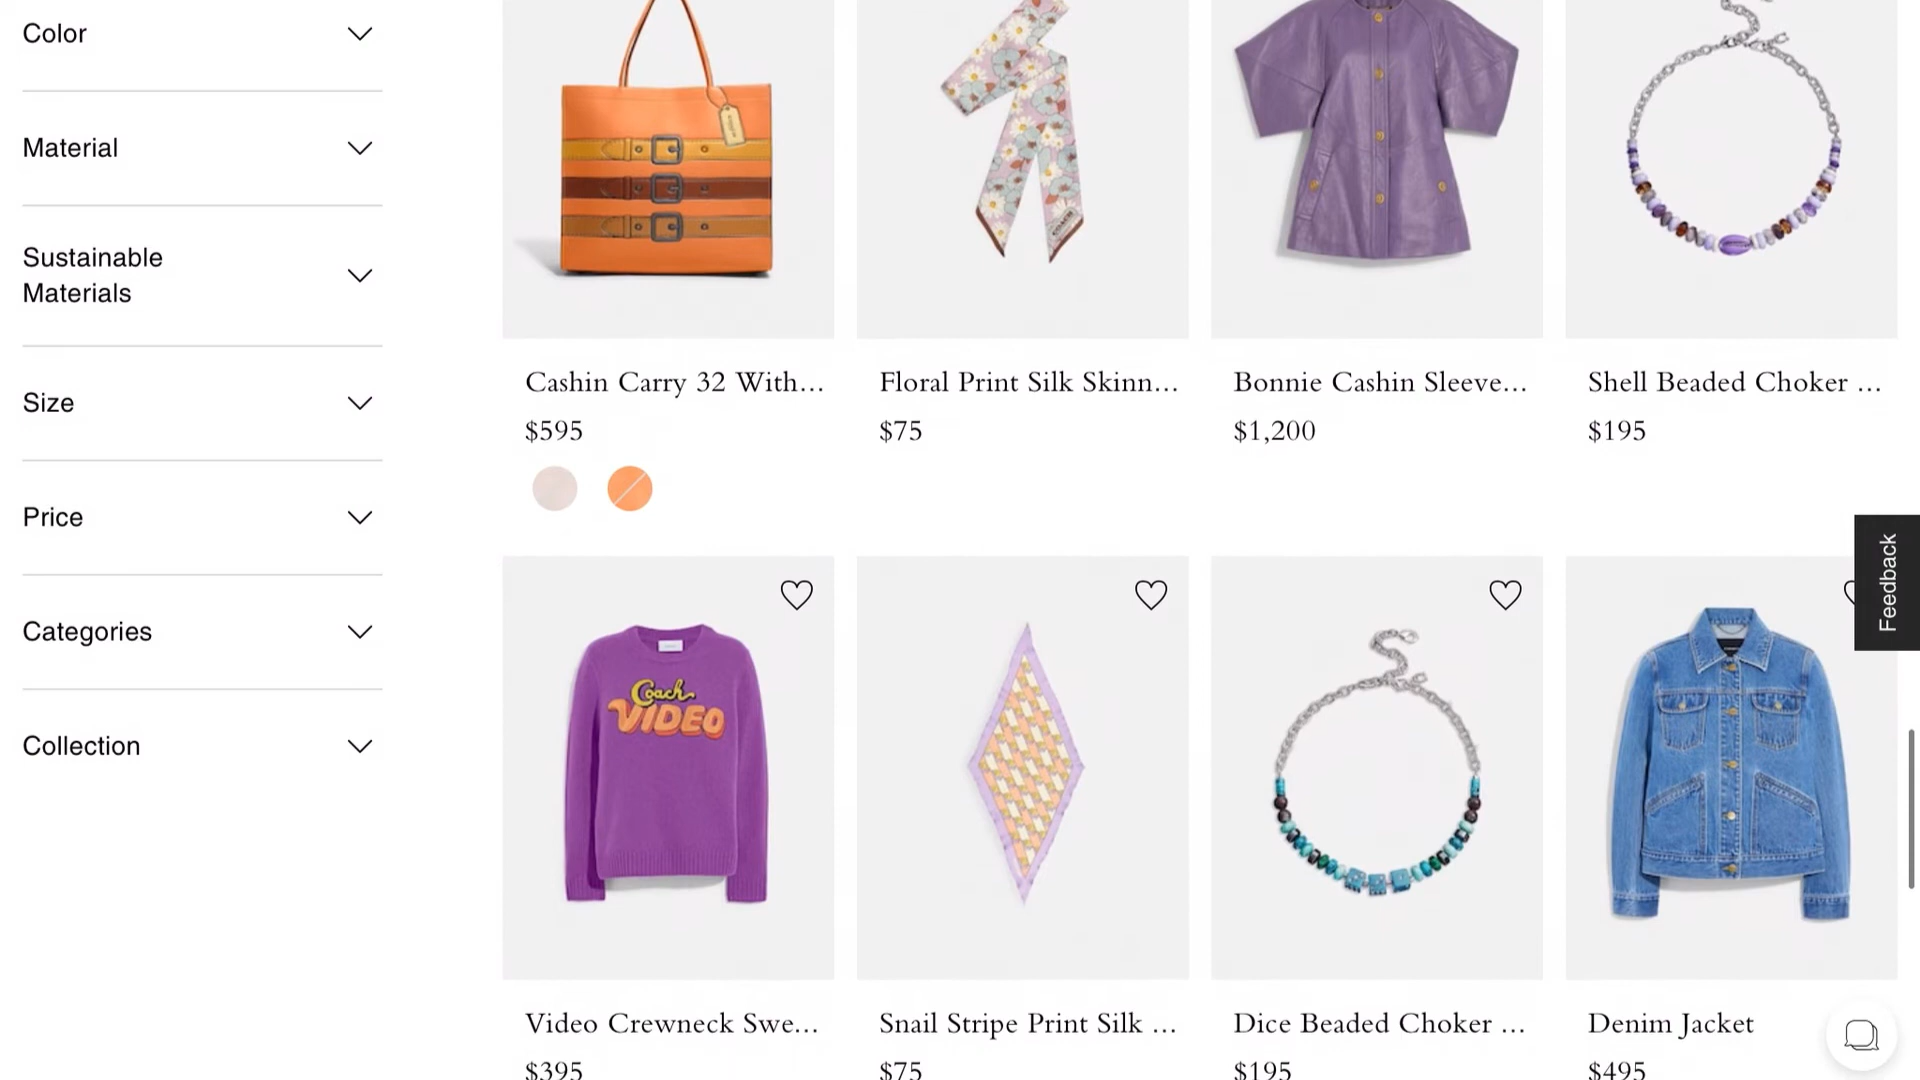 Color
Material
Sustainable
Materials
Size
Price
Categories
Collection
Cashin Carry 32 With...
$595
Floral Print Silk Skinn...
$75
Bonnie Cashin Sleeve...
$1,200
Shell Beaded Choker ...
$195
Feedback
COACH
Coach
VIDEO
Video Crewneck Swe...
$395
Snail Stripe Print Silk ...
$75
Dice Beaded Choker ...
$195
Denim Jacket
$495